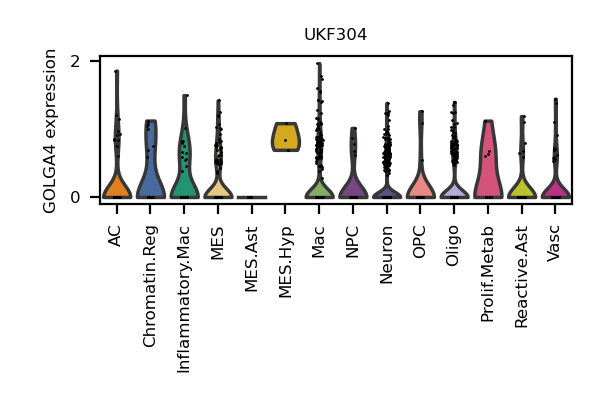 UKF304
GOLGA4 expression
2
0
AC
Chromatin.Reg
Inflammatory.Mac
MES
MES.Ast
MES.Hyp
Mac
NPC
Neuron
OPC
Oligo
Prolif.Metab
Reactive.Ast
Vasc